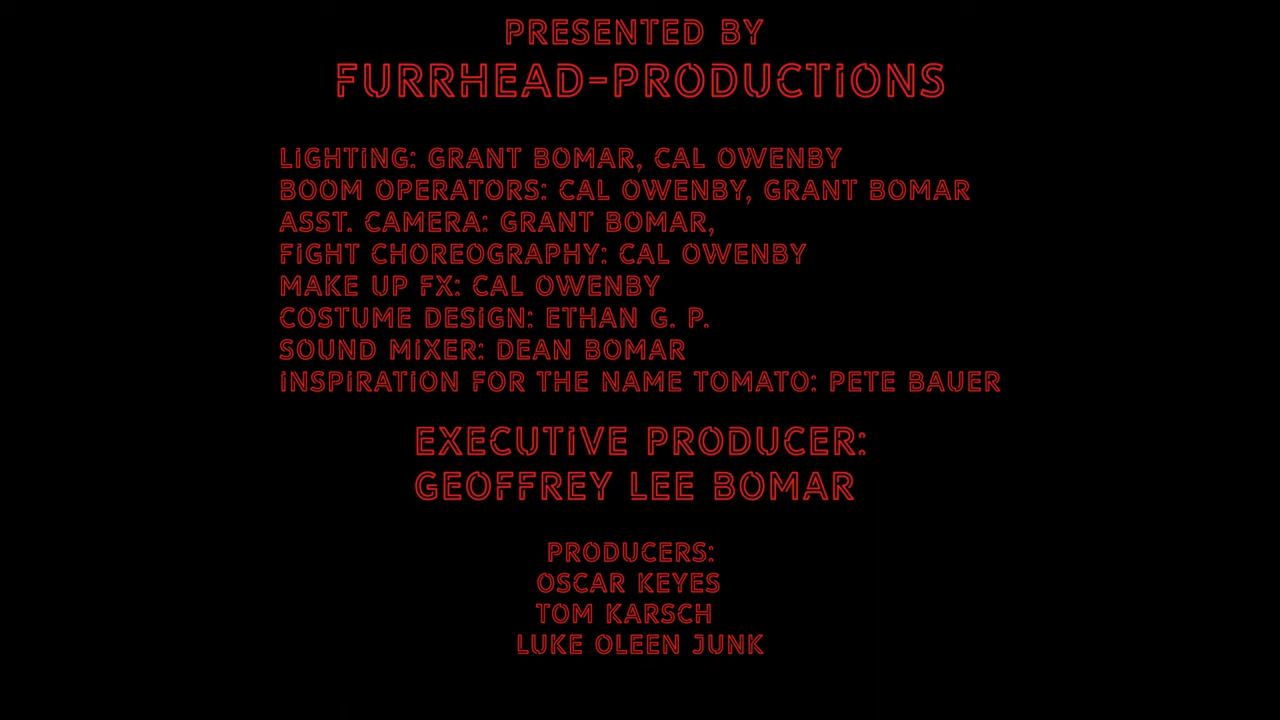 PRESENTED BY
FURRHEAD-PRODUCTiONS
LiGHTiNG: GRANT BOMAR, CAL OWENBY
BOOM OPERATORS: CAL OWENBY, GRANT BOMAR
ASST. CAMERA: GRANT BOMAR,
FiGHT CHOREOGRAPHY: CAL OWENBY
MAKE UP FX: CAL OWENBY
COSTUME DESiGN: ETHAN G. P.
SOUND MiXER: DEAN BOMAR
iNSPiRATiON FOR THE NAME TOMATO: PETE BAUER
EXECUTiVE PRODUCER:
GEOFFREY LEE BOMAR
PRODUCERS:
OSCAR KEYES
TOM KARSCH
LUKE OLEEN JUNK